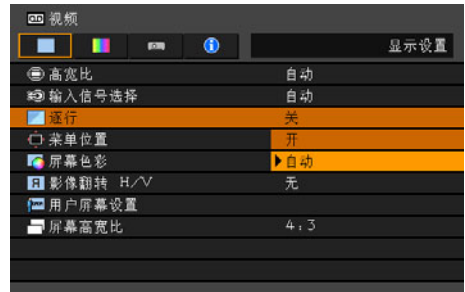 视频
显示设置
高宽比 自动
输入信号选择 自动
逐行 关
菜单位置 开
屏幕色彩 自动
影像翻转 H/V 无
用户屏幕设置
屏幕高宽比 4:3